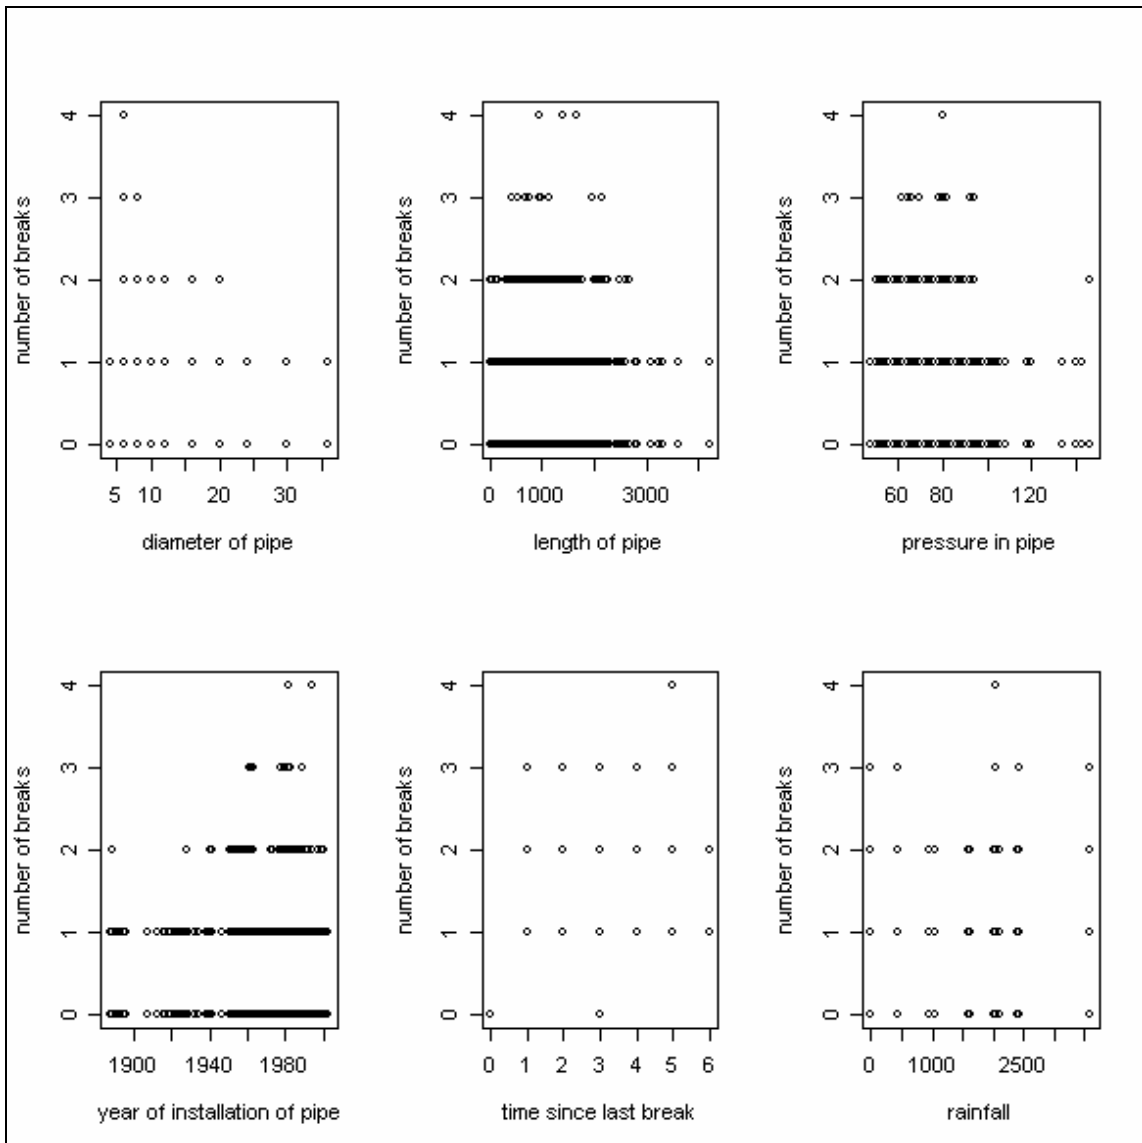 number of breaks
4
3
2
1
0
5 10 20 30
diameter of pipe
number of breaks
4
3
2
1
0
0 1000 3000
length of pipe
number of breaks
4
3
2
1
0
60 80 120
pressure in pipe
number of breaks
4
3
2
1
0
1900 1940 1980
year of installation of pipe
number of breaks
4
3
2
1
0
0 1 2 3 4 5 6
time since last break
number of breaks
4
3
2
1
0
0 1000 2500
rainfall